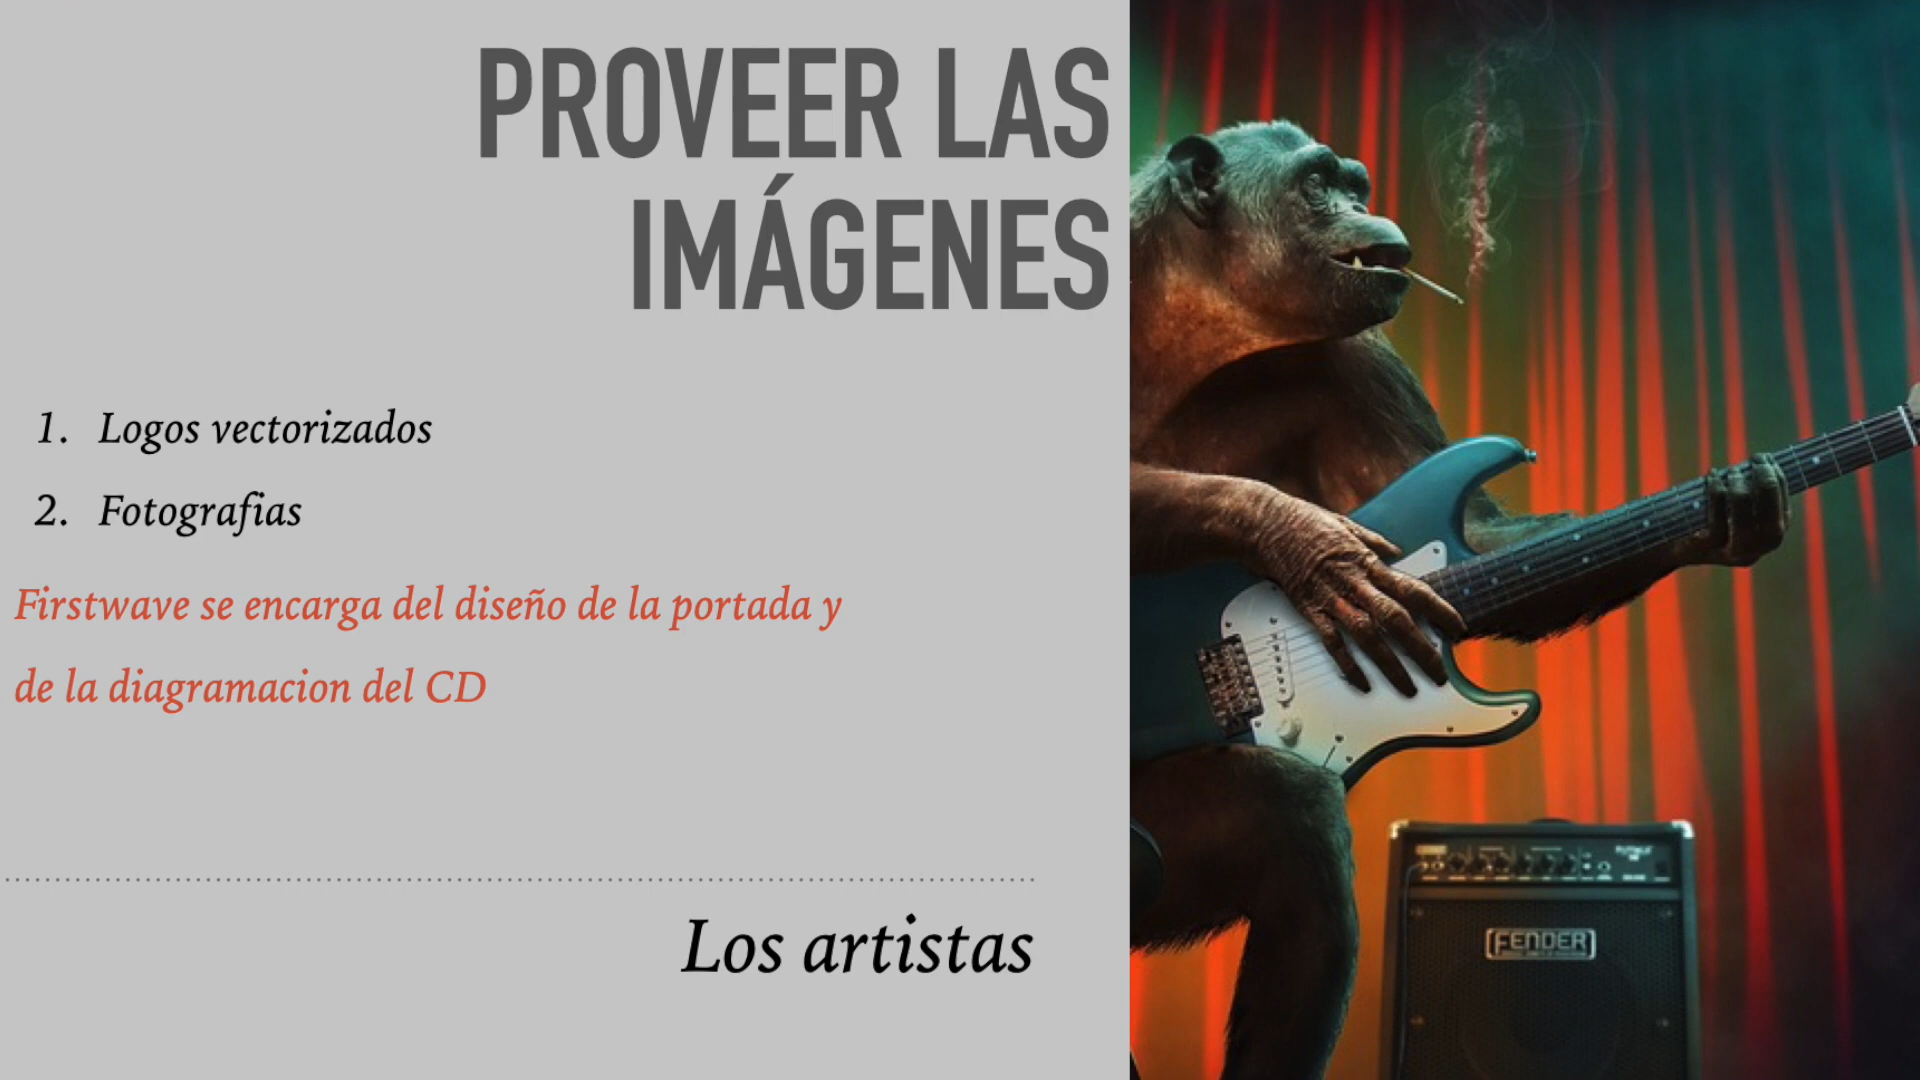 PROVEER LAS
IMÁGENES
1. Logos vectorizados
2. Fotografias
Firstwave se encarga del diseño de la portada y
de la diagramacion del CD
Los artistas
FENDER